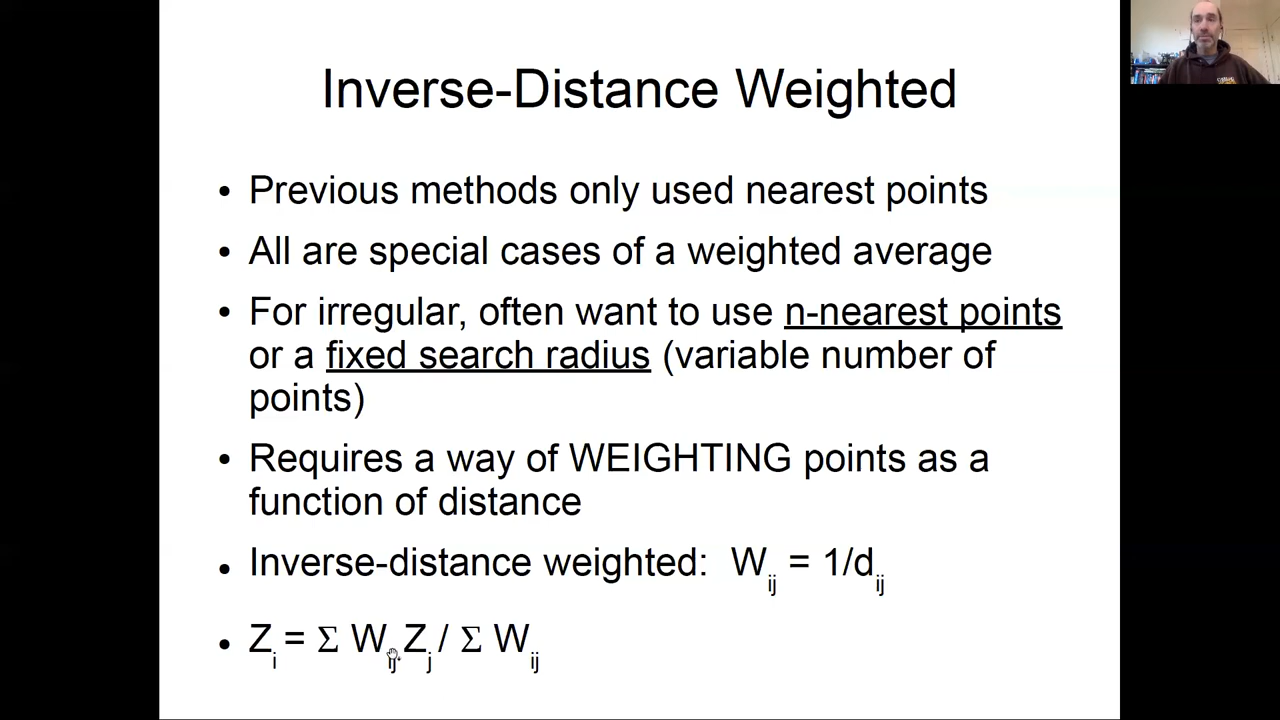 Inverse-Distance Weighted
• Previous methods only used nearest points
• All are special cases of a weighted average
• For irregular, often want to use n-nearest points
or a fixed search radius (variable number of
points)
• Requires a way of WEIGHTING points as a
function of distance
• Inverse-distance weighted: Wij = 1/dij
• Zi = Σ Wij Zj / Σ Wij